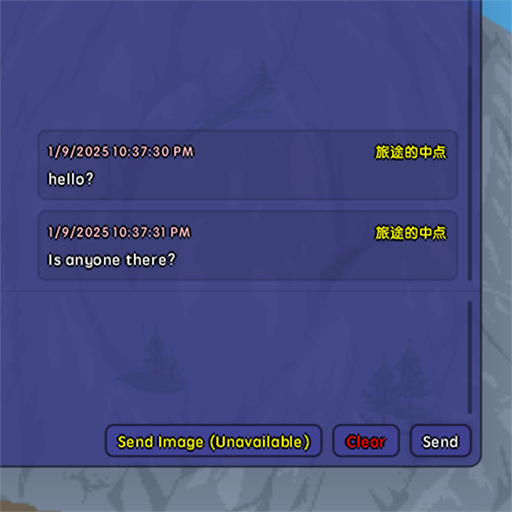 1/9/2025 10:37:30 PM 旅途的中点
hello?
1/9/2025 10:37:31 PM 旅途的中点
Is anyone there?
Send Image (Unavailable) Clear Send